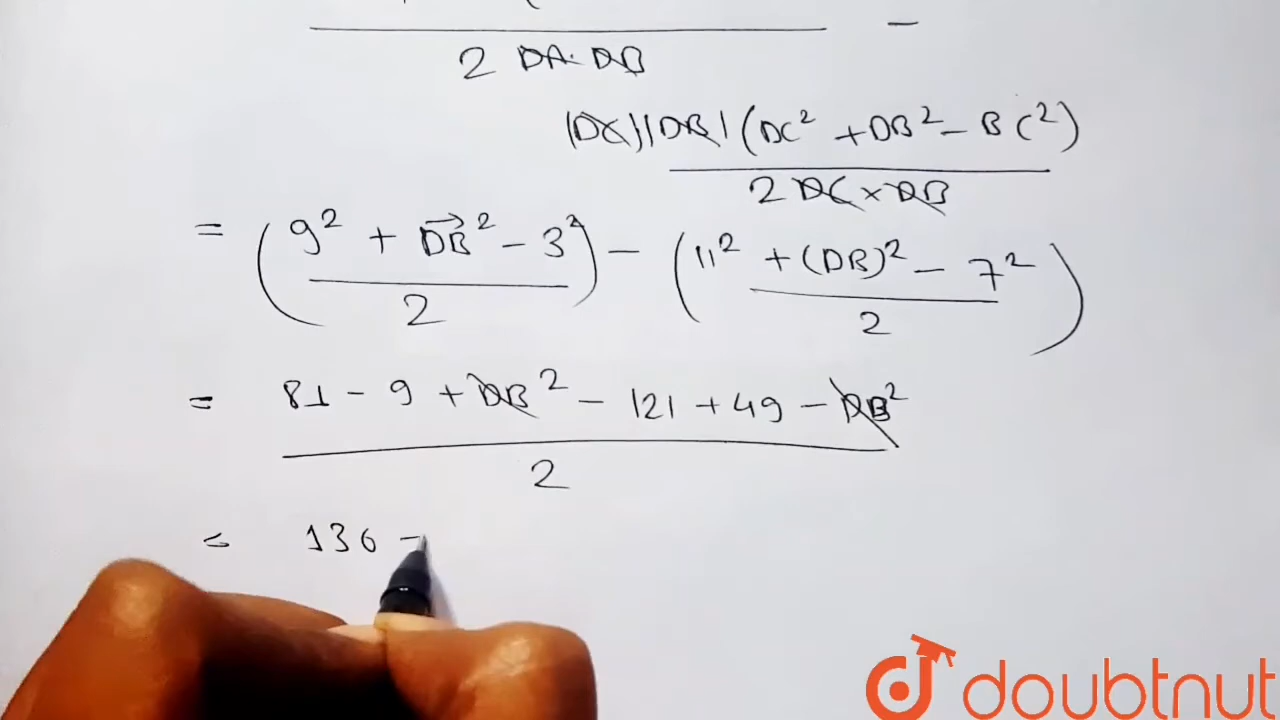 2 DA·DB
|DC||DB|(DC² + DB² - BC²)
2 DC × DB
= (9² + DB² - 3²) - (11² + (DB)² - 7²)
2 2
= 81 - 9 + DB² - 121 + 49 - DB²
2
= 130 -
doubtnut